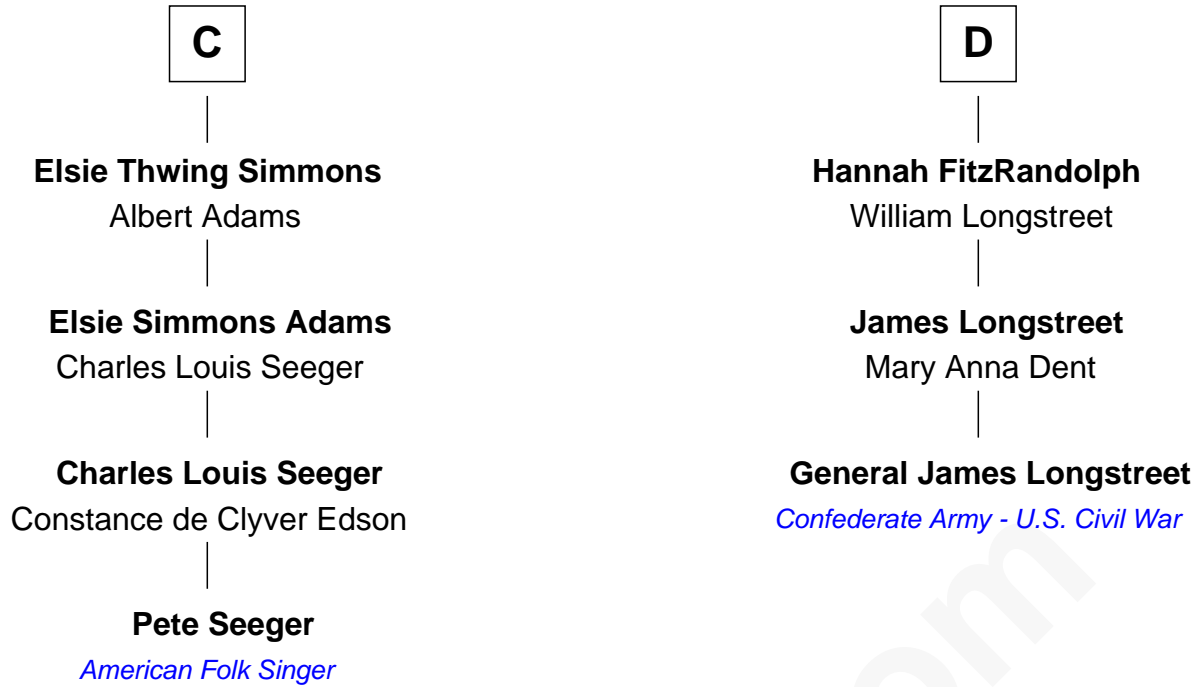 C
Elsie Thwing Simmons
Albert Adams
Elsie Simmons Adams
Charles Louis Seeger
Charles Louis Seeger
Constance de Clyver Edson
Pete Seeger
American Folk Singer
D
Hannah FitzRandolph
William Longstreet
James Longstreet
Mary Anna Dent
General James Longstreet
Confederate Army - U.S. Civil War
om